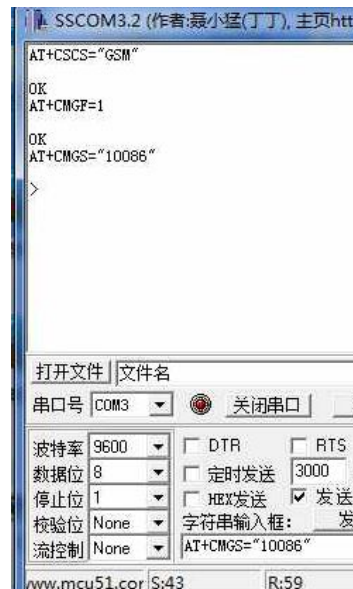 SSCOM3.2 (作者:聂小猛(丁丁), 主页htt
AT+CSCS="GSM"
OK
AT+CMGF=1
OK
AT+CMGS="10086"
>
打开文件 文件名
串口号 COM3 关闭串口
波特率 9600 DTR RTS
数据位 8 定时发送 3000
停止位 1 HEX发送 发送
校验位 None 字符串输入框: 发
流控制 None AT+CMGS="10086"
www.mcu51.cor S:43 R:59